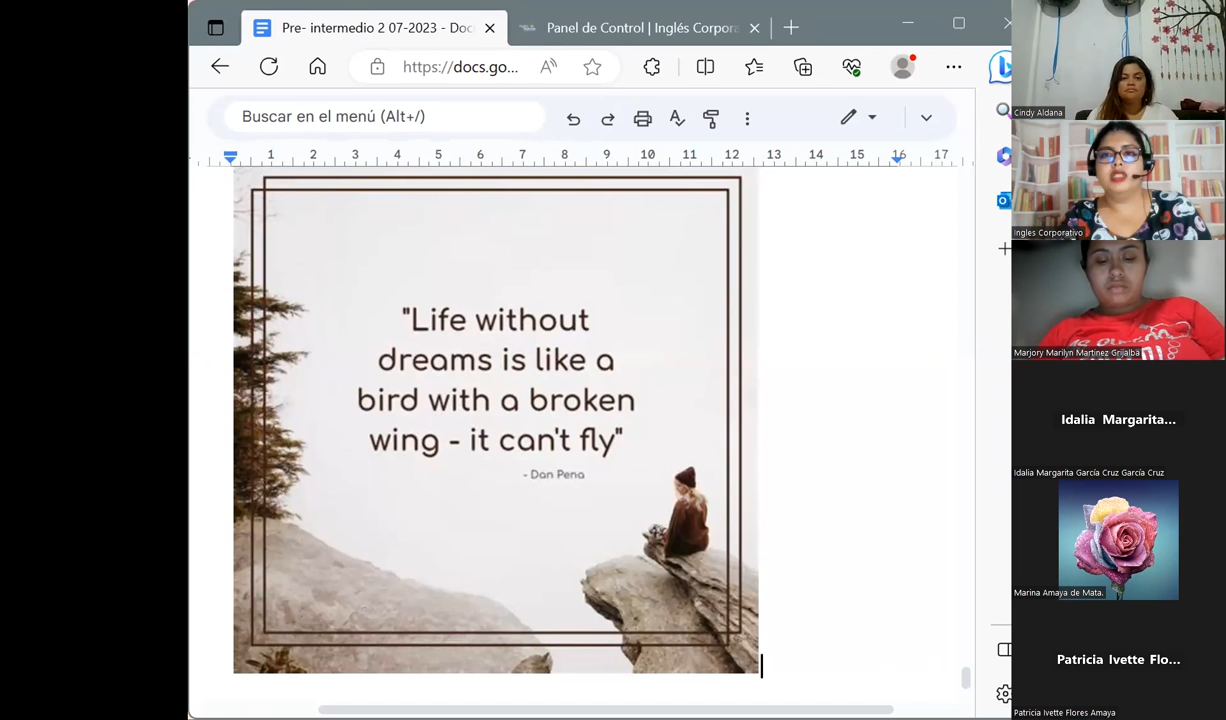 Pre- intermedio 2 07-2023 - Doc
Panel de Control | Inglés Corpora
https://docs.go...
Buscar en el menú (Alt+/)
1 2 3 4 5 6 7 8 9 10 11 12 13 14 15 16 17
"Life without
dreams is like a
bird with a broken
wing - it can't fly"
- Dan Pena
Cindy Aldana
Ingles Corporativo
Marjory Marilyn Martinez Grijalba
Idalia Margarita...
Idalia Margarita García Cruz García Cruz
Marina Amaya de Mata.
Patricia Ivette Flo...
Patricia Ivette Flores Amaya